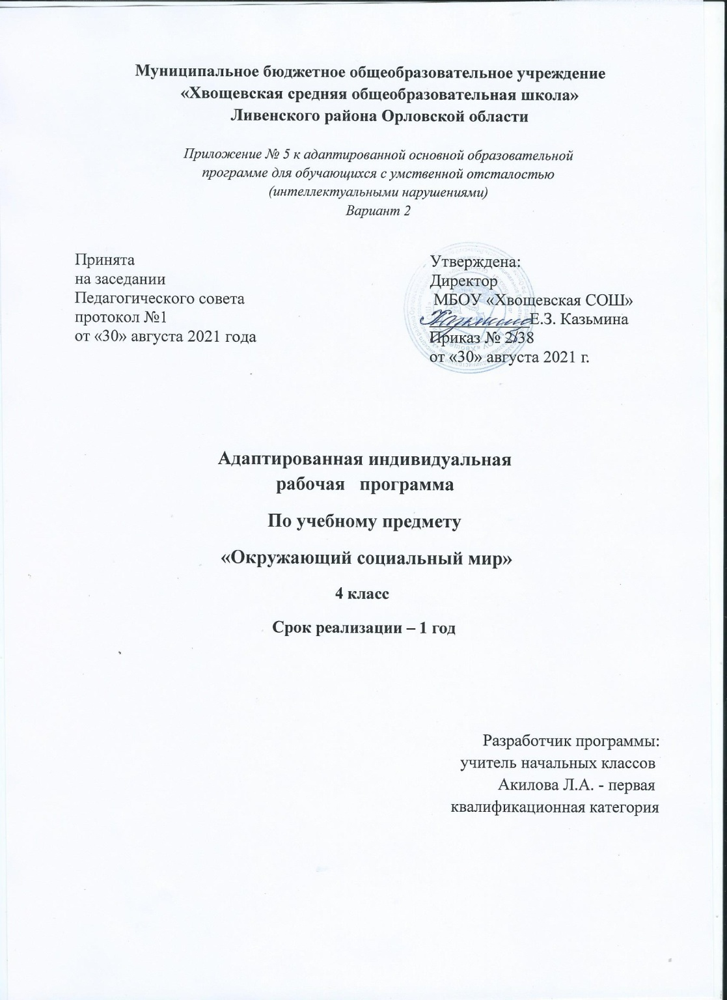 Муниципальное бюджетное общеобразовательное учреждение
«Хвощевская средняя общеобразовательная школа»
Ливенского района Орловской области
Приложение № 5 к адаптированной основной образовательной
программе для обучающихся с умственной отсталостью
(интеллектуальными нарушениями)
Вариант 2
Принята
на заседании
Педагогического совета
протокол №1
от «30» августа 2021 года
Утверждена:
Директор
МБОУ «Хвощевская СОШ»
Е.З. Казьмина
Приказ № 2/38
от «30» августа 2021 г.
Адаптированная индивидуальная
рабочая программа
По учебному предмету
«Окружающий социальный мир»
4 класс
Срок реализации – 1 год
Разработчик программы:
учитель начальных классов
Акилова Л.А. - первая
квалификационная категория